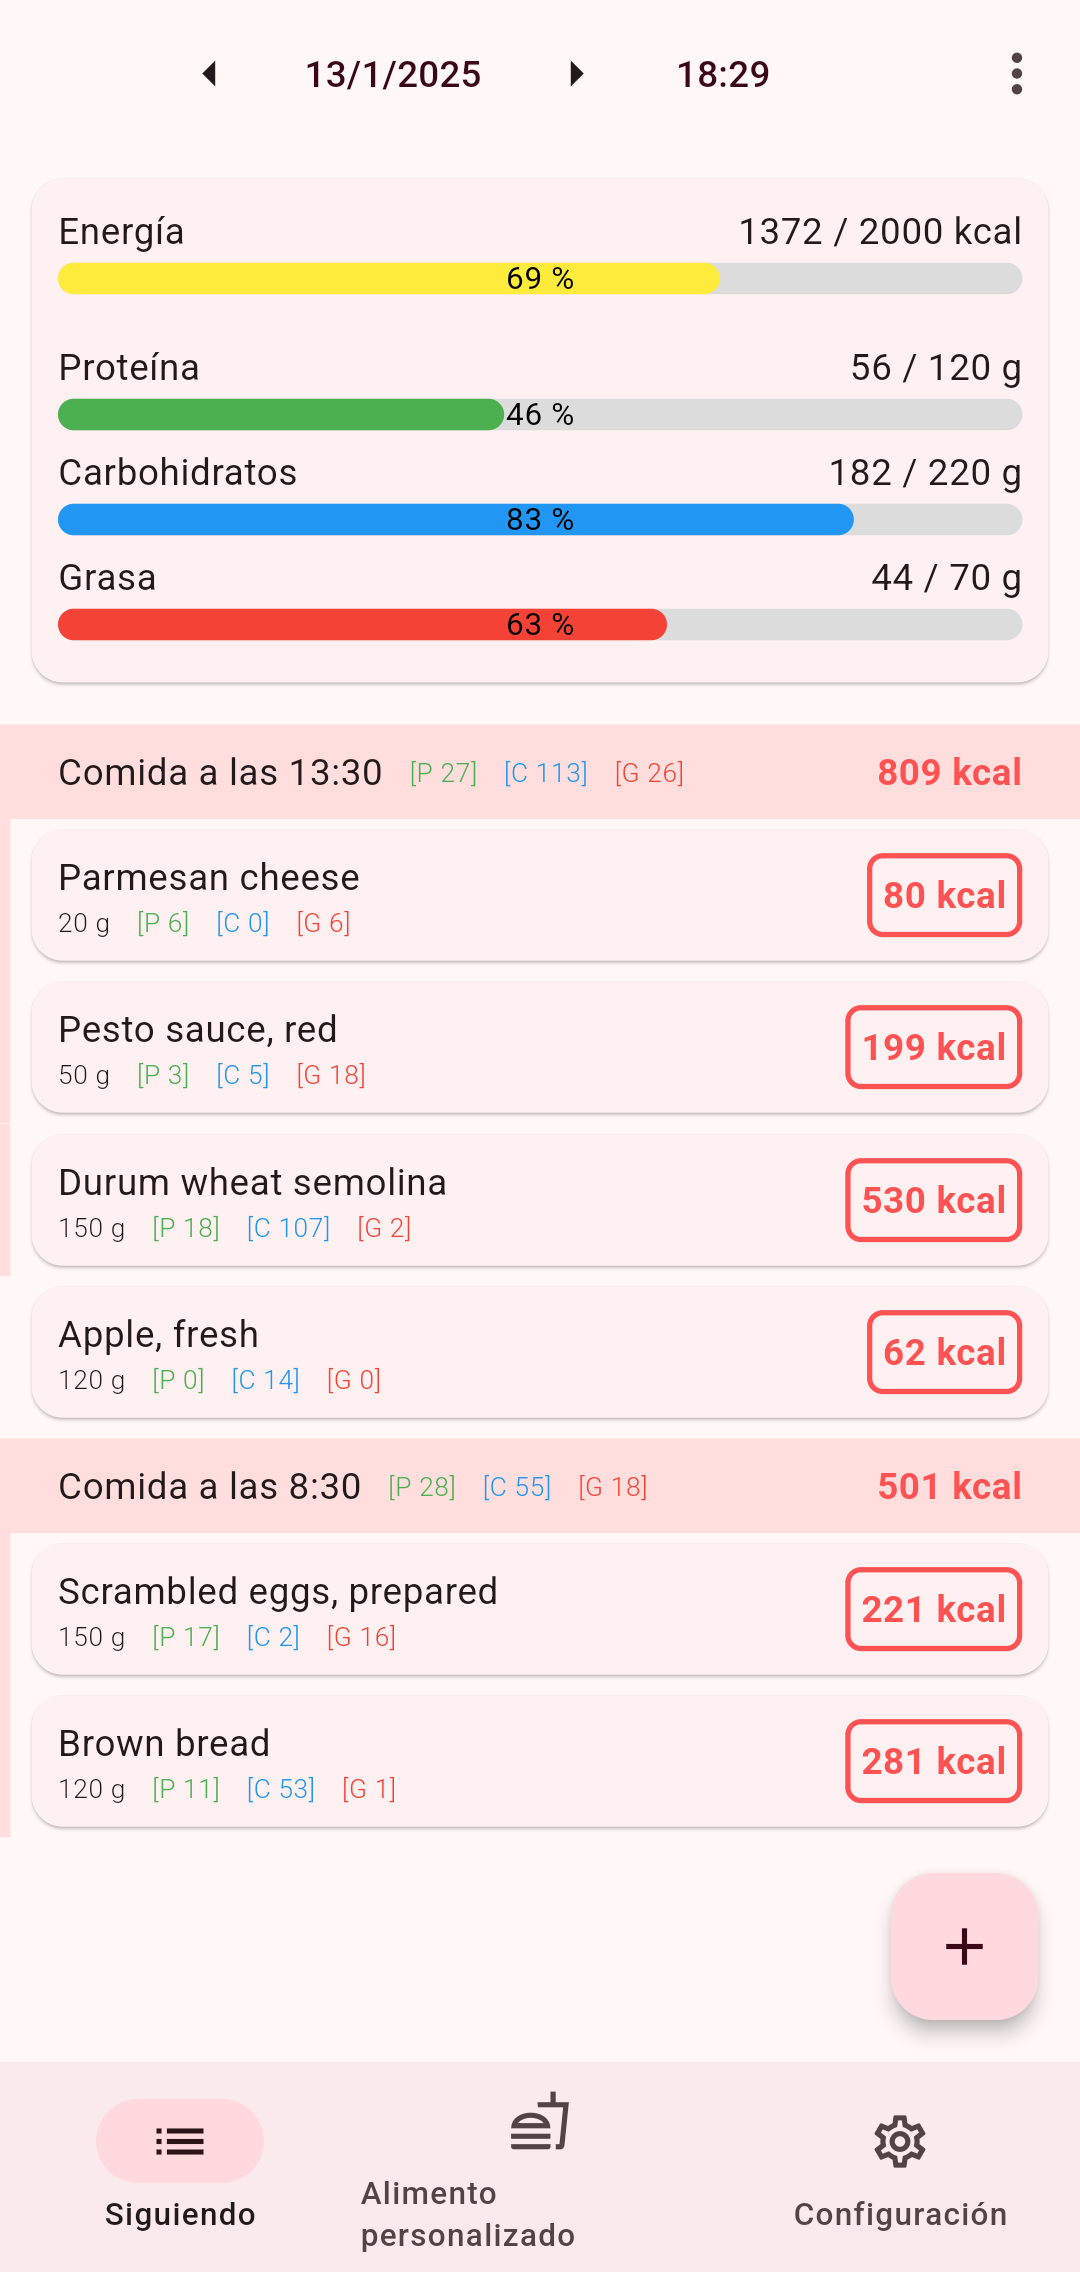 13/1/2025 18:29
Energía 1372 / 2000 kcal
69 %
Proteína 56 / 120 g
46 %
Carbohidratos 182 / 220 g
83 %
Grasa 44 / 70 g
63 %
Comida a las 13:30 [P 27] [C 113] [G 26] 809 kcal
Parmesan cheese
20 g [P 6] [C 0] [G 6]
80 kcal
Pesto sauce, red
50 g [P 3] [C 5] [G 18]
199 kcal
Durum wheat semolina
150 g [P 18] [C 107] [G 2]
530 kcal
Apple, fresh
120 g [P 0] [C 14] [G 0]
62 kcal
Comida a las 8:30 [P 28] [C 55] [G 18] 501 kcal
Scrambled eggs, prepared
150 g [P 17] [C 2] [G 16]
221 kcal
Brown bread
120 g [P 11] [C 53] [G 1]
281 kcal
+
Siguiendo
Alimento
personalizado
Configuración